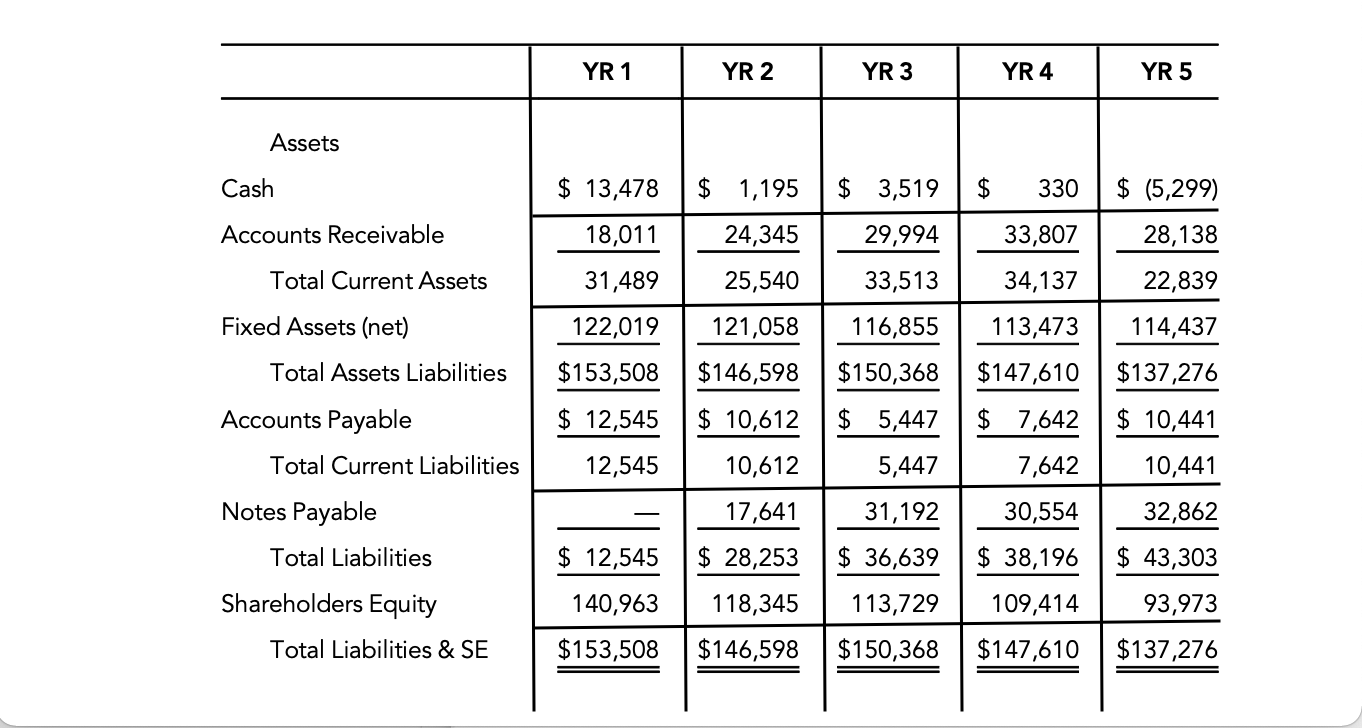 YR 1 YR 2 YR 3 YR 4 YR 5
Assets
Cash $ 13,478 $ 1,195 $ 3,519 $ 330 $ (5,299)
Accounts Receivable 18,011 24,345 29,994 33,807 28,138
Total Current Assets 31,489 25,540 33,513 34,137 22,839
Fixed Assets (net) 122,019 121,058 116,855 113,473 114,437
Total Assets Liabilities $153,508 $146,598 $150,368 $147,610 $137,276
Accounts Payable $ 12,545 $ 10,612 $ 5,447 $ 7,642 $ 10,441
Total Current Liabilities 12,545 10,612 5,447 7,642 10,441
Notes Payable — 17,641 31,192 30,554 32,862
Total Liabilities $ 12,545 $ 28,253 $ 36,639 $ 38,196 $ 43,303
Shareholders Equity 140,963 118,345 113,729 109,414 93,973
Total Liabilities & SE $153,508 $146,598 $150,368 $147,610 $137,276